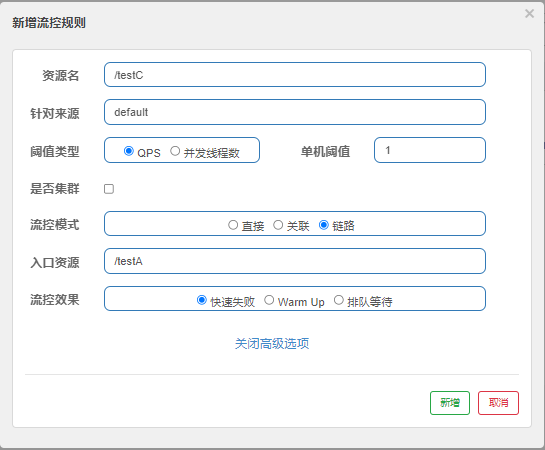 新增流控规则
×
资源名 /testC
针对来源 default
阈值类型 QPS 并发线程数 单机阈值 1
是否集群
流控模式 直接 关联 链路
入口资源 /testA
流控效果 快速失败 Warm Up 排队等待
关闭高级选项
新增 取消